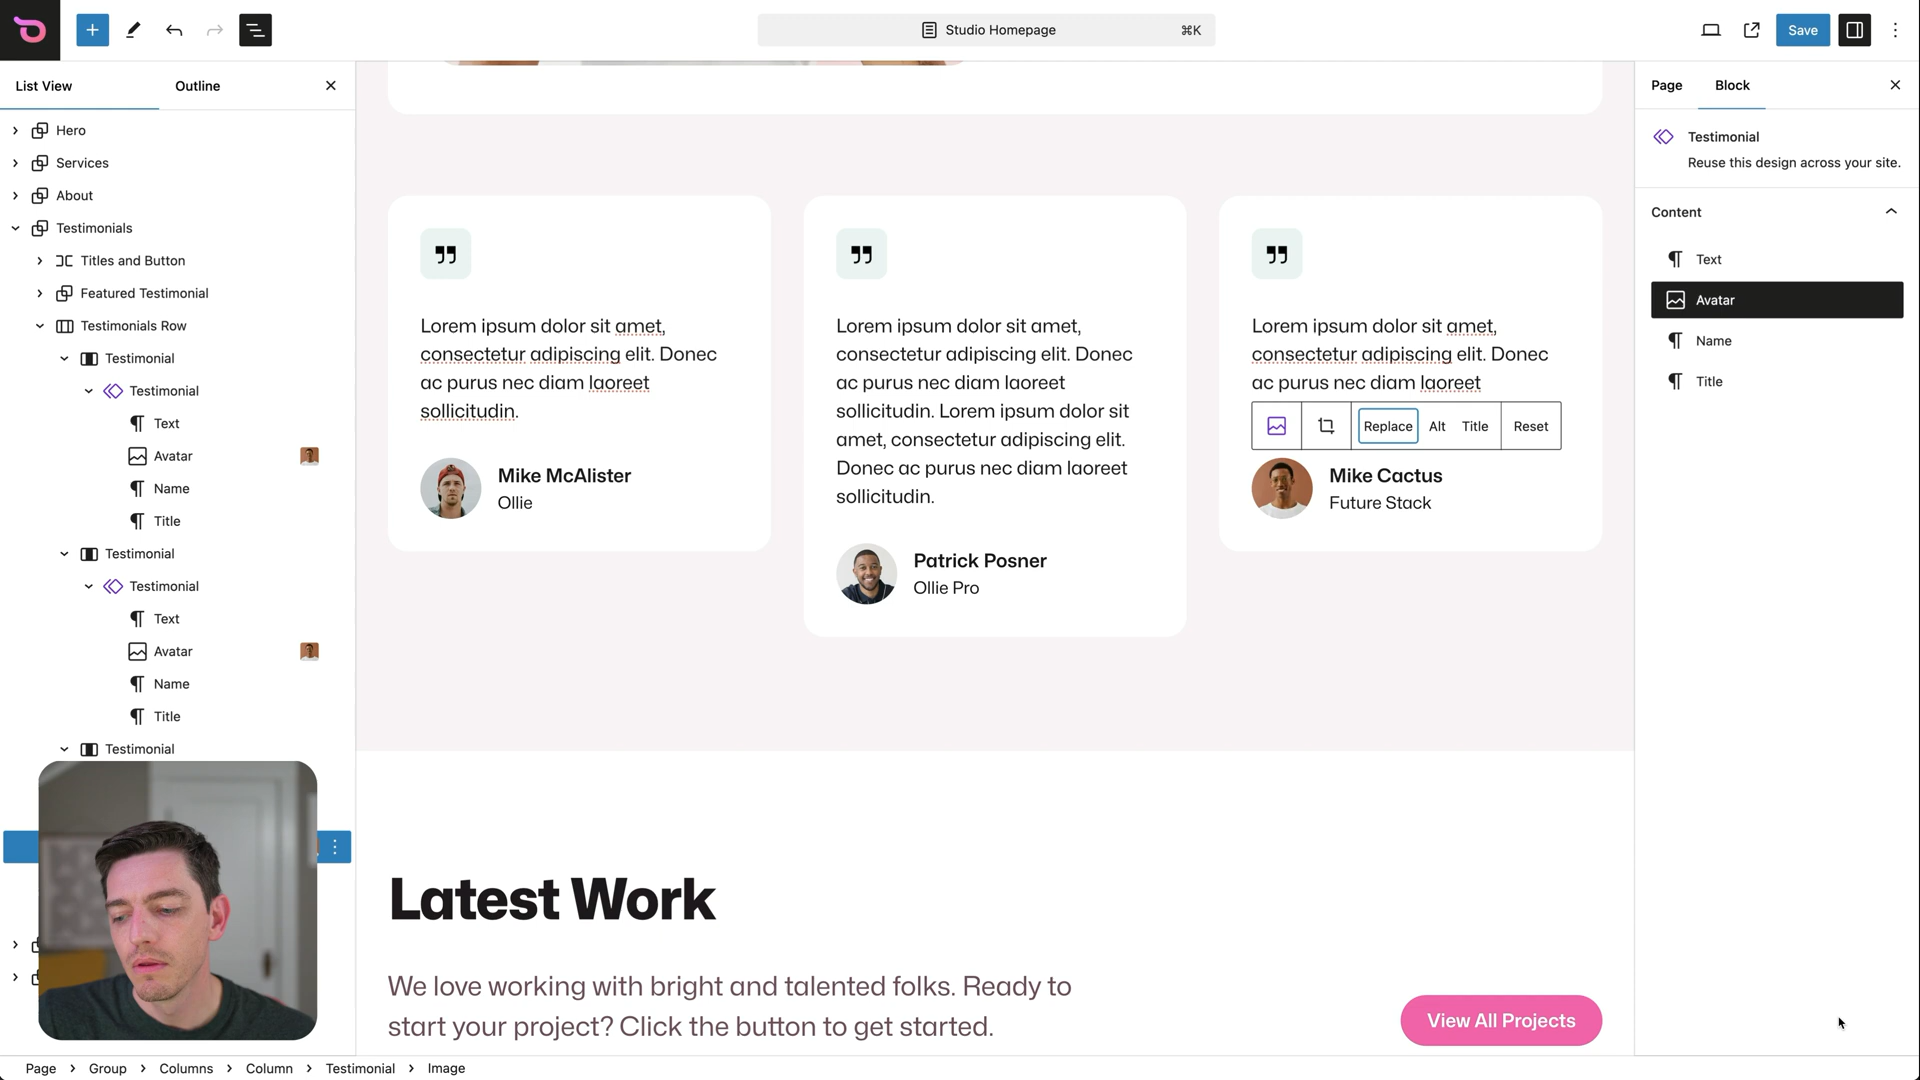 Studio Homepage
⌘K
Save
List View
Outline
Hero
Services
About
Testimonials
Titles and Button
Featured Testimonial
Testimonials Row
Testimonial
Testimonial
Text
Avatar
Name
Title
Testimonial
Testimonial
Text
Avatar
Name
Title
Testimonial
Lorem ipsum dolor sit amet,
consectetur adipiscing elit. Donec
ac purus nec diam laoreet
sollicitudin.
Mike McAlister
Ollie
Lorem ipsum dolor sit amet,
consectetur adipiscing elit. Donec
ac purus nec diam laoreet
sollicitudin. Lorem ipsum dolor sit
amet, consectetur adipiscing elit.
Donec ac purus nec diam laoreet
sollicitudin.
Patrick Posner
Ollie Pro
Lorem ipsum dolor sit amet,
consectetur adipiscing elit. Donec
ac purus nec diam laoreet
Replace Alt Title Reset
Mike Cactus
Future Stack
Latest Work
We love working with bright and talented folks. Ready to
start your project? Click the button to get started.
View All Projects
Page
Block
Testimonial
Reuse this design across your site.
Content
Text
Avatar
Name
Title
Page > Group > Columns > Column > Testimonial > Image